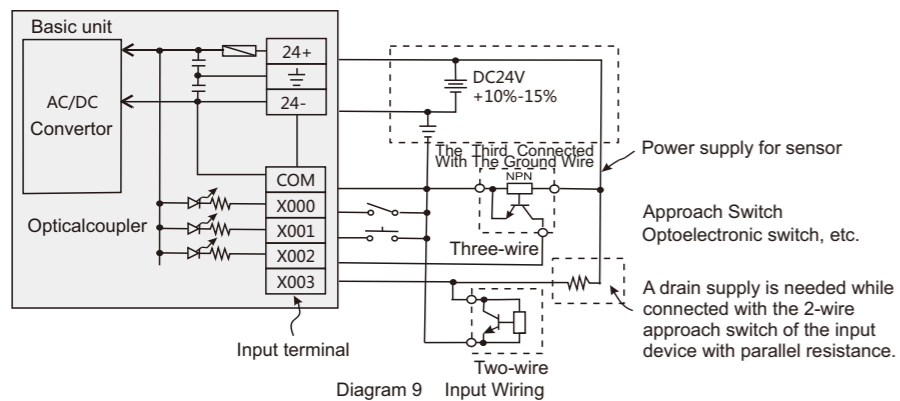 Basic unit
AC/DC
Convertor
24+
24-
COM
X000
X001
X002
X003
Opticalcoupler
Input terminal
DC24V
+10%-15%
The Third Connected
With The Ground Wire
NPN
Three-wire
Two-wire
Power supply for sensor
Approach Switch
Optoelectronic switch, etc.
A drain supply is needed while
connected with the 2-wire
approach switch of the input
device with parallel resistance.
Diagram 9 Input Wiring